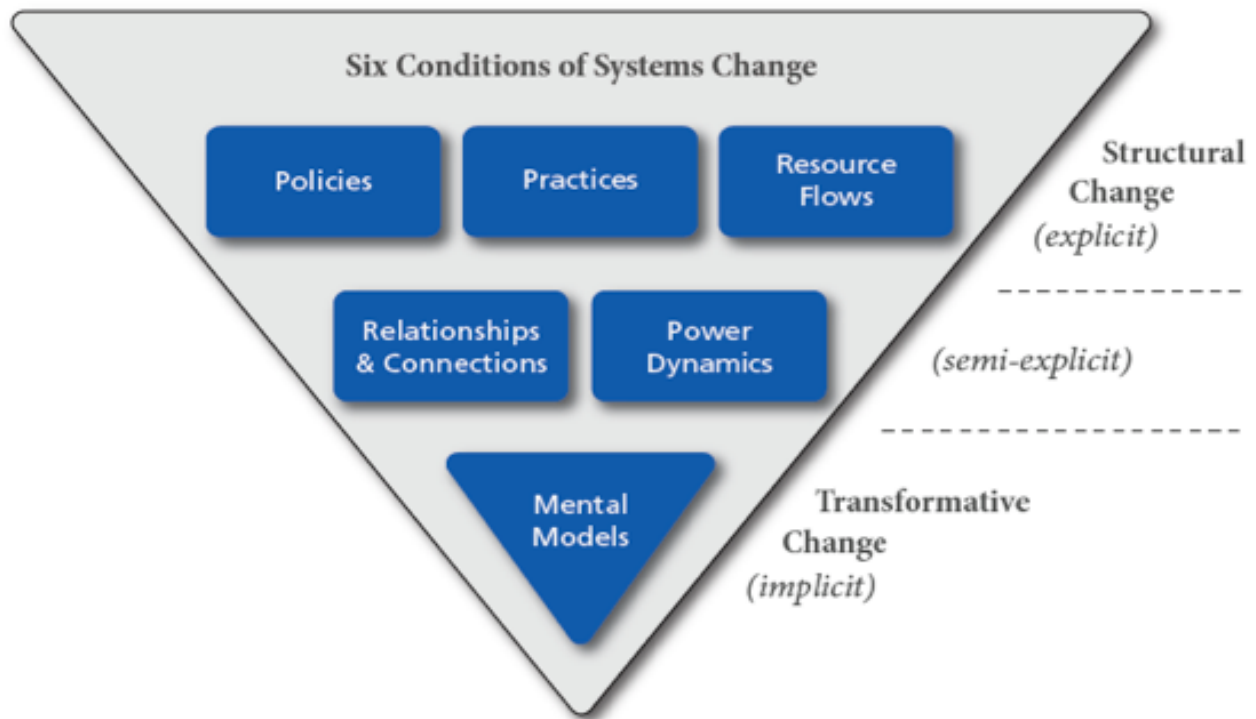 Six Conditions of Systems Change
Policies
Practices
Resource
Flows
Structural
Change
(explicit)
Relationships
& Connections
Power
Dynamics
(semi-explicit)
Mental
Models
Transformative
Change
(implicit)